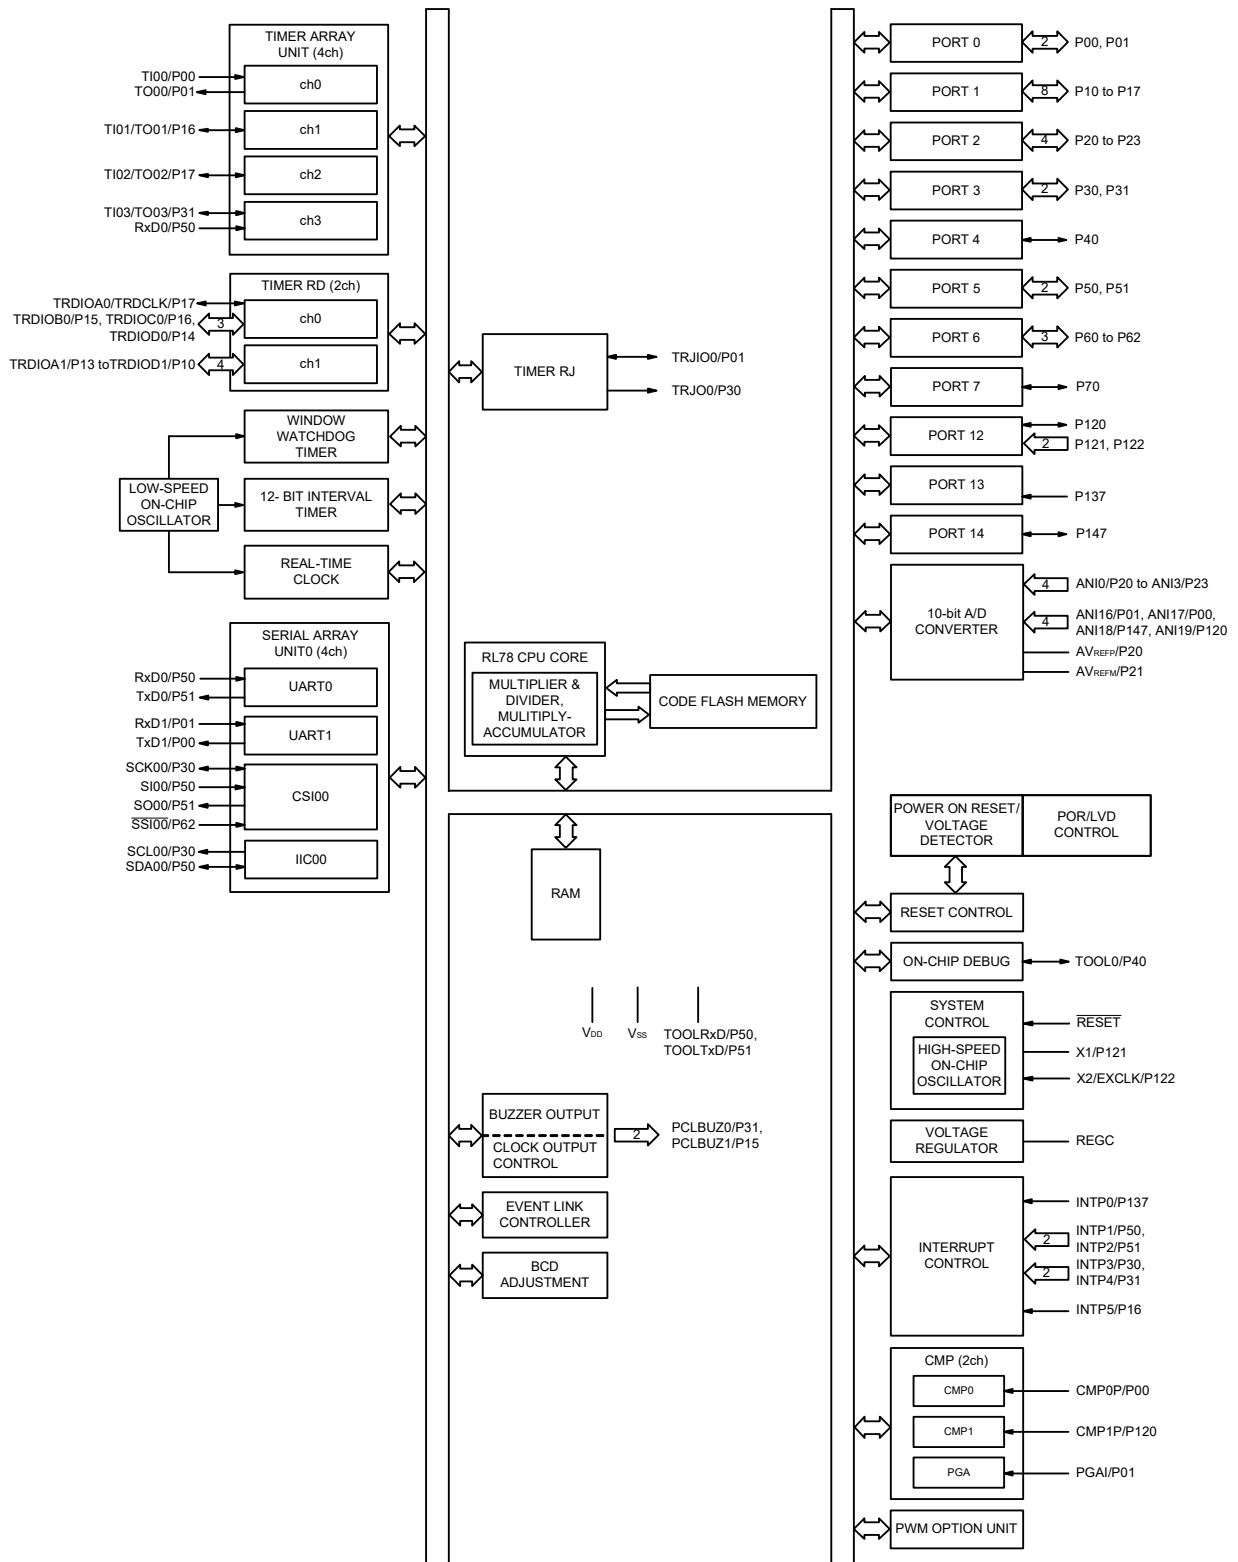 TIMER ARRAY
UNIT (4ch)
TI00/P00
TO00/P01
ch0
TI01/TO01/P16
ch1
TI02/TO02/P17
ch2
TI03/TO03/P31
RxD0/P50
ch3
TIMER RD (2ch)
TRDIOA0/TRDCLK/P17
TRDIOB0/P15, TRDIOC0/P16,
TRDIOD0/P14
3
ch0
TRDIOA1/P13 toTRDIOD1/P10
4
ch1
WINDOW
WATCHDOG
TIMER
LOW-SPEED
ON-CHIP
OSCILLATOR
12- BIT INTERVAL
TIMER
REAL-TIME
CLOCK
SERIAL ARRAY
UNIT0 (4ch)
RxD0/P50
TxD0/P51
UART0
RxD1/P01
TxD1/P00
UART1
SCK00/P30
SI00/P50
SO00/P51
SSI00/P62
CSI00
SCL00/P30
SDA00/P50
IIC00
TIMER RJ
TRJIO0/P01
TRJO0/P30
RL78 CPU CORE
MULTIPLIER &
DIVIDER,
MULITIPLY-
ACCUMULATOR
CODE FLASH MEMORY
RAM
VDD
VSS
TOOLRxD/P50,
TOOLTxD/P51
BUZZER OUTPUT
CLOCK OUTPUT
CONTROL
2
PCLBUZ0/P31,
PCLBUZ1/P15
EVENT LINK
CONTROLLER
BCD
ADJUSTMENT
PORT 0
2
P00, P01
PORT 1
8
P10 to P17
PORT 2
4
P20 to P23
PORT 3
2
P30, P31
PORT 4
P40
PORT 5
2
P50, P51
PORT 6
3
P60 to P62
PORT 7
P70
PORT 12
P120
2
P121, P122
PORT 13
P137
PORT 14
P147
10-bit A/D
CONVERTER
4
ANI0/P20 to ANI3/P23
4
ANI16/P01, ANI17/P00,
ANI18/P147, ANI19/P120
AVREFP/P20
AVREFM/P21
POWER ON RESET/
VOLTAGE
DETECTOR
POR/LVD
CONTROL
RESET CONTROL
ON-CHIP DEBUG
TOOL0/P40
SYSTEM
CONTROL
HIGH-SPEED
ON-CHIP
OSCILLATOR
RESET
X1/P121
X2/EXCLK/P122
VOLTAGE
REGULATOR
REGC
INTERRUPT
CONTROL
INTP0/P137
2
INTP1/P50,
INTP2/P51
2
INTP3/P30,
INTP4/P31
INTP5/P16
CMP (2ch)
CMP0
CMP0P/P00
CMP1
CMP1P/P120
PGA
PGAI/P01
PWM OPTION UNIT